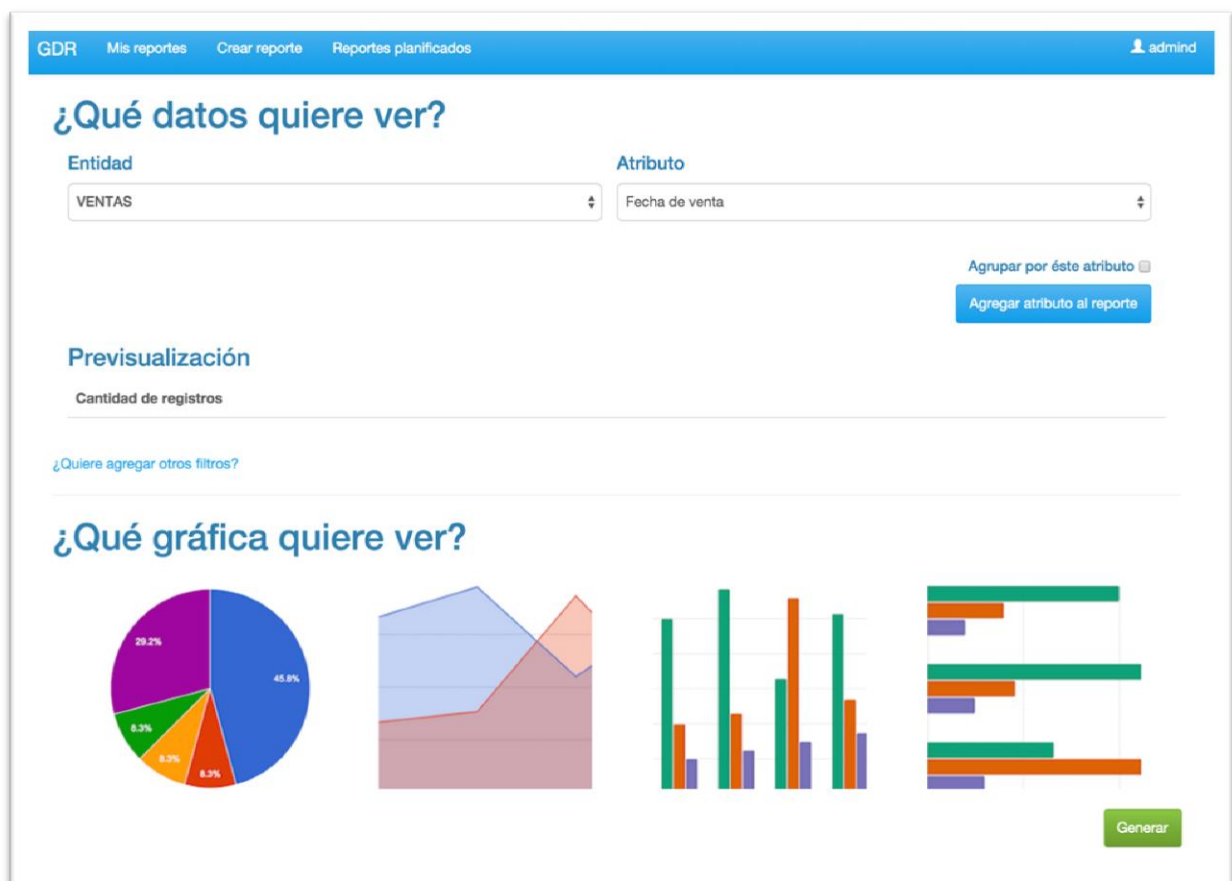 GDR Mis reportes Crear reporte Reportes planificados admind
¿Qué datos quiere ver?
Entidad Atributo
VENTAS Fecha de venta
Agrupar por éste atributo
Agregar atributo al reporte
Previsualización
Cantidad de registros
¿Quiere agregar otros filtros?
¿Qué gráfica quiere ver?
29.2%
45.8%
8.3%
8.3%
8.3%
Generar